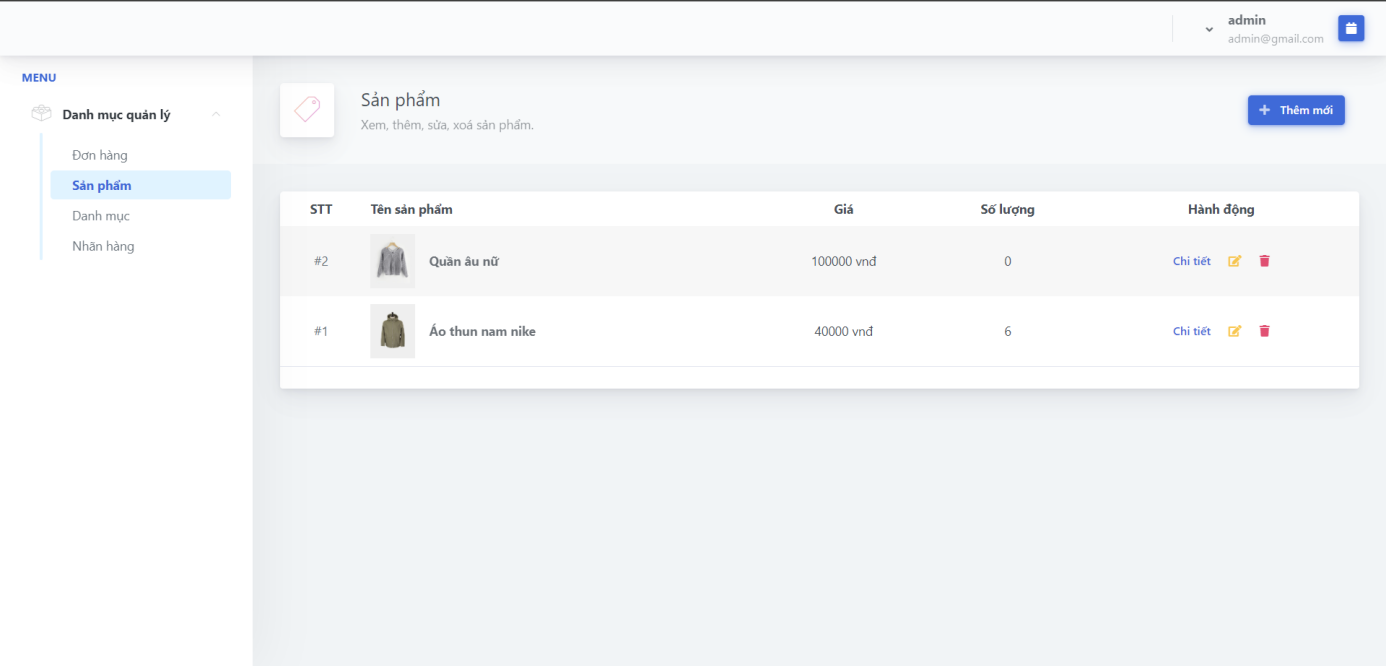 admin
admin@gmail.com
MENU
Danh mục quản lý
Đơn hàng
Sản phẩm
Danh mục
Nhãn hàng
Sản phẩm
Xem, thêm, sửa, xoá sản phẩm.
+ Thêm mới
STT Tên sản phẩm Giá Số lượng Hành động
#2 Quần âu nữ 100000 vnđ 0 Chi tiết
#1 Áo thun nam nike 40000 vnđ 6 Chi tiết